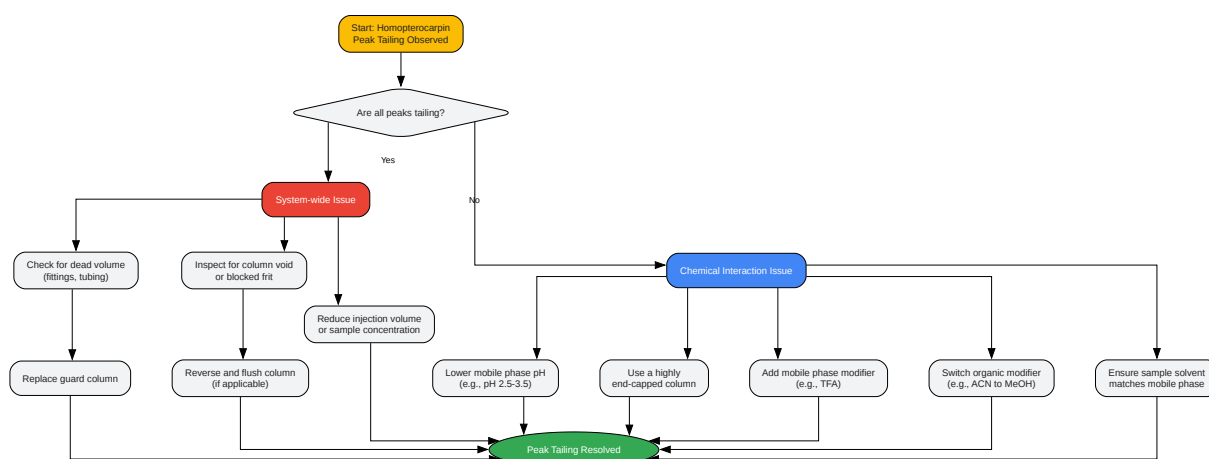 Start: Homopterocarpin
Peak Tailing Observed
Are all peaks tailing?
Yes
System-wide Issue
No
Check for dead volume
(fittings, tubing)
Inspect for column void
or blocked frit
Chemical Interaction Issue
Reduce injection volume
or sample concentration
Replace guard column
Reverse and flush column
(if applicable)
Lower mobile phase pH
(e.g., pH 2.5-3.5)
Use a highly
end-capped column
Add mobile phase modifier
(e.g., TFA)
Switch organic modifier
(e.g., ACN to MeOH)
Ensure sample solvent
matches mobile phase
Peak Tailing Resolved